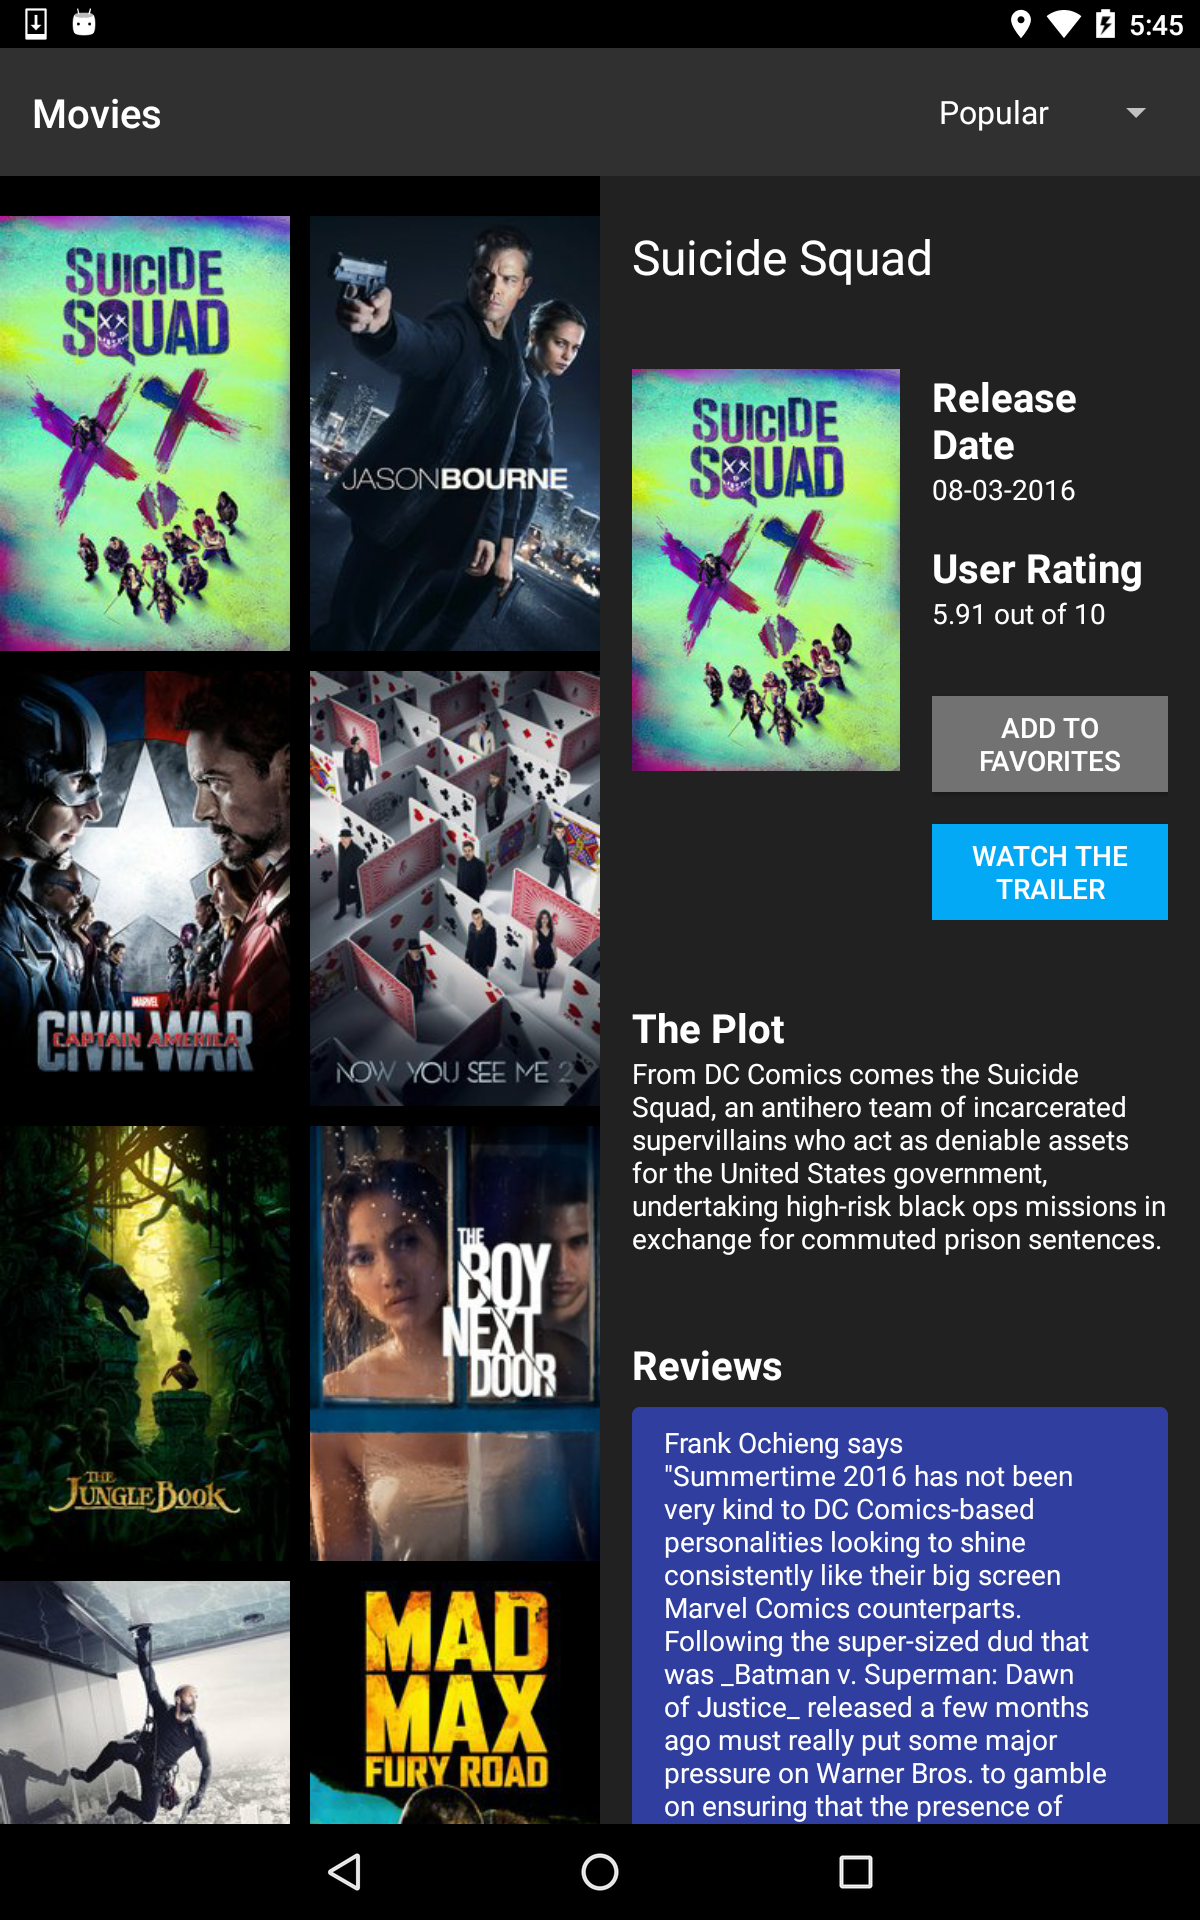 5:45
Movies
Popular
SUICIDE
SQUAD
JASON BOURNE
MARVEL
CIVIL WAR
CAPTAIN AMERICA
NOW YOU SEE ME 2
THE
JUNGLE BOOK
THE
BOY
NEXT
DOOR
MAD
MAX
FURY ROAD
Suicide Squad
SUICIDE
SQUAD
Release
Date
08-03-2016
User Rating
5.91 out of 10
ADD TO
FAVORITES
WATCH THE
TRAILER
The Plot
From DC Comics comes the Suicide
Squad, an antihero team of incarcerated
supervillains who act as deniable assets
for the United States government,
undertaking high-risk black ops missions in
exchange for commuted prison sentences.
Reviews
Frank Ochieng says
"Summertime 2016 has not been
very kind to DC Comics-based
personalities looking to shine
consistently like their big screen
Marvel Comics counterparts.
Following the super-sized dud that
was _Batman v. Superman: Dawn
of Justice_ released a few months
ago must really put some major
pressure on Warner Bros. to gamble
on ensuring that the presence of